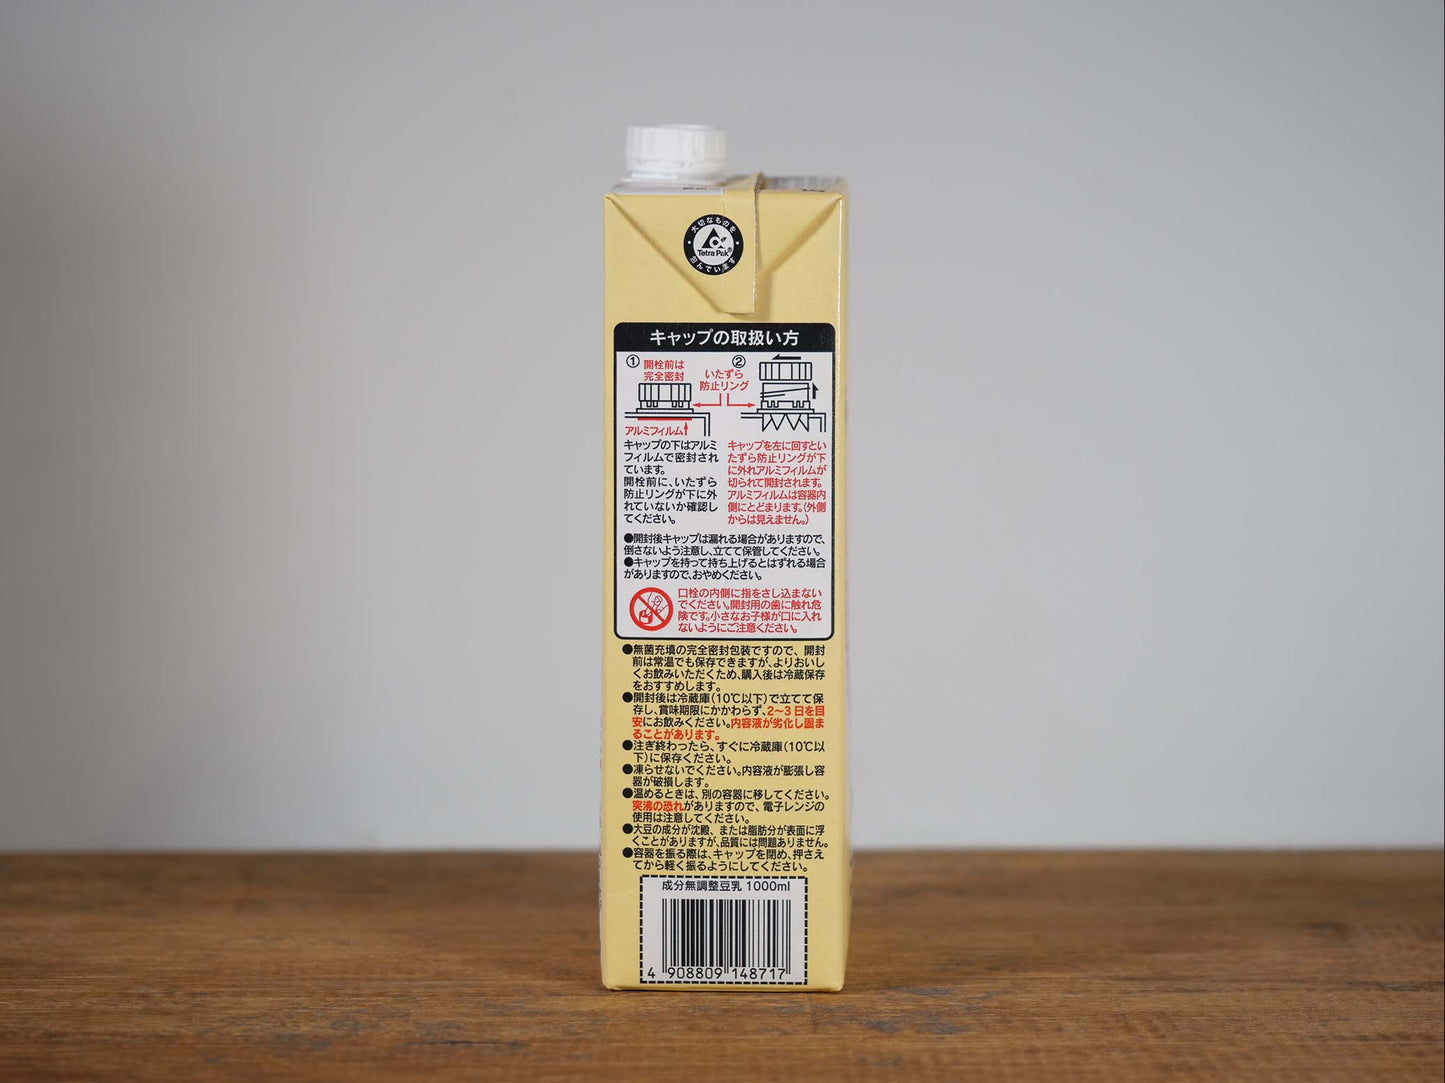 大切なものを
Tetra Pak®
包んでいます
キャップの取扱い方
① 開栓前は
完全密封
② いたずら
防止リング
アルミフィルム
キャップの下はアルミ
フィルムで密封され
ています。
開栓前に、いたずら
防止リングが下に外
れていないか確認し
てください。
キャップを左に回すとい
たずら防止リングが下
に外れアルミフィルムが
切られて開封されます。
アルミフィルムは容器内
側にとどまります。(外側
からは見えません。)
●開封後キャップは漏れる場合がありますので、
倒さないよう注意し、立てて保管してください。
●キャップを持って持ち上げるとはずれる場合
がありますので、おやめください。
口栓の内側に指をさし込まない
でください。開封用の歯に触れ危
険です。小さなお子様が口に入れ
ないようにご注意ください。
●無菌充填の完全密封包装ですので、開封
前は常温でも保存できますが、よりおいし
くお飲みいただくため、購入後は冷蔵保存
をおすすめします。
●開封後は冷蔵庫(10℃以下)で立てて保
存し、賞味期限にかかわらず、2〜3日を目
安にお飲みください。内容液が劣化し固ま
ることがあります。
●注ぎ終わったら、すぐに冷蔵庫(10℃以
下)に保存ください。
●凍らせないでください。内容液が膨張し容
器が破損します。
●温めるときは、別の容器に移してください。
突沸の恐れがありますので、電子レンジの
使用は注意してください。
●大豆の成分が沈殿、または脂肪分が表面に浮
くことがありますが、品質には問題ありません。
●容器を振る際は、キャップを閉め、押さえ
てから軽く振るようにしてください。
成分無調整豆乳 1000ml
4 908809 148717